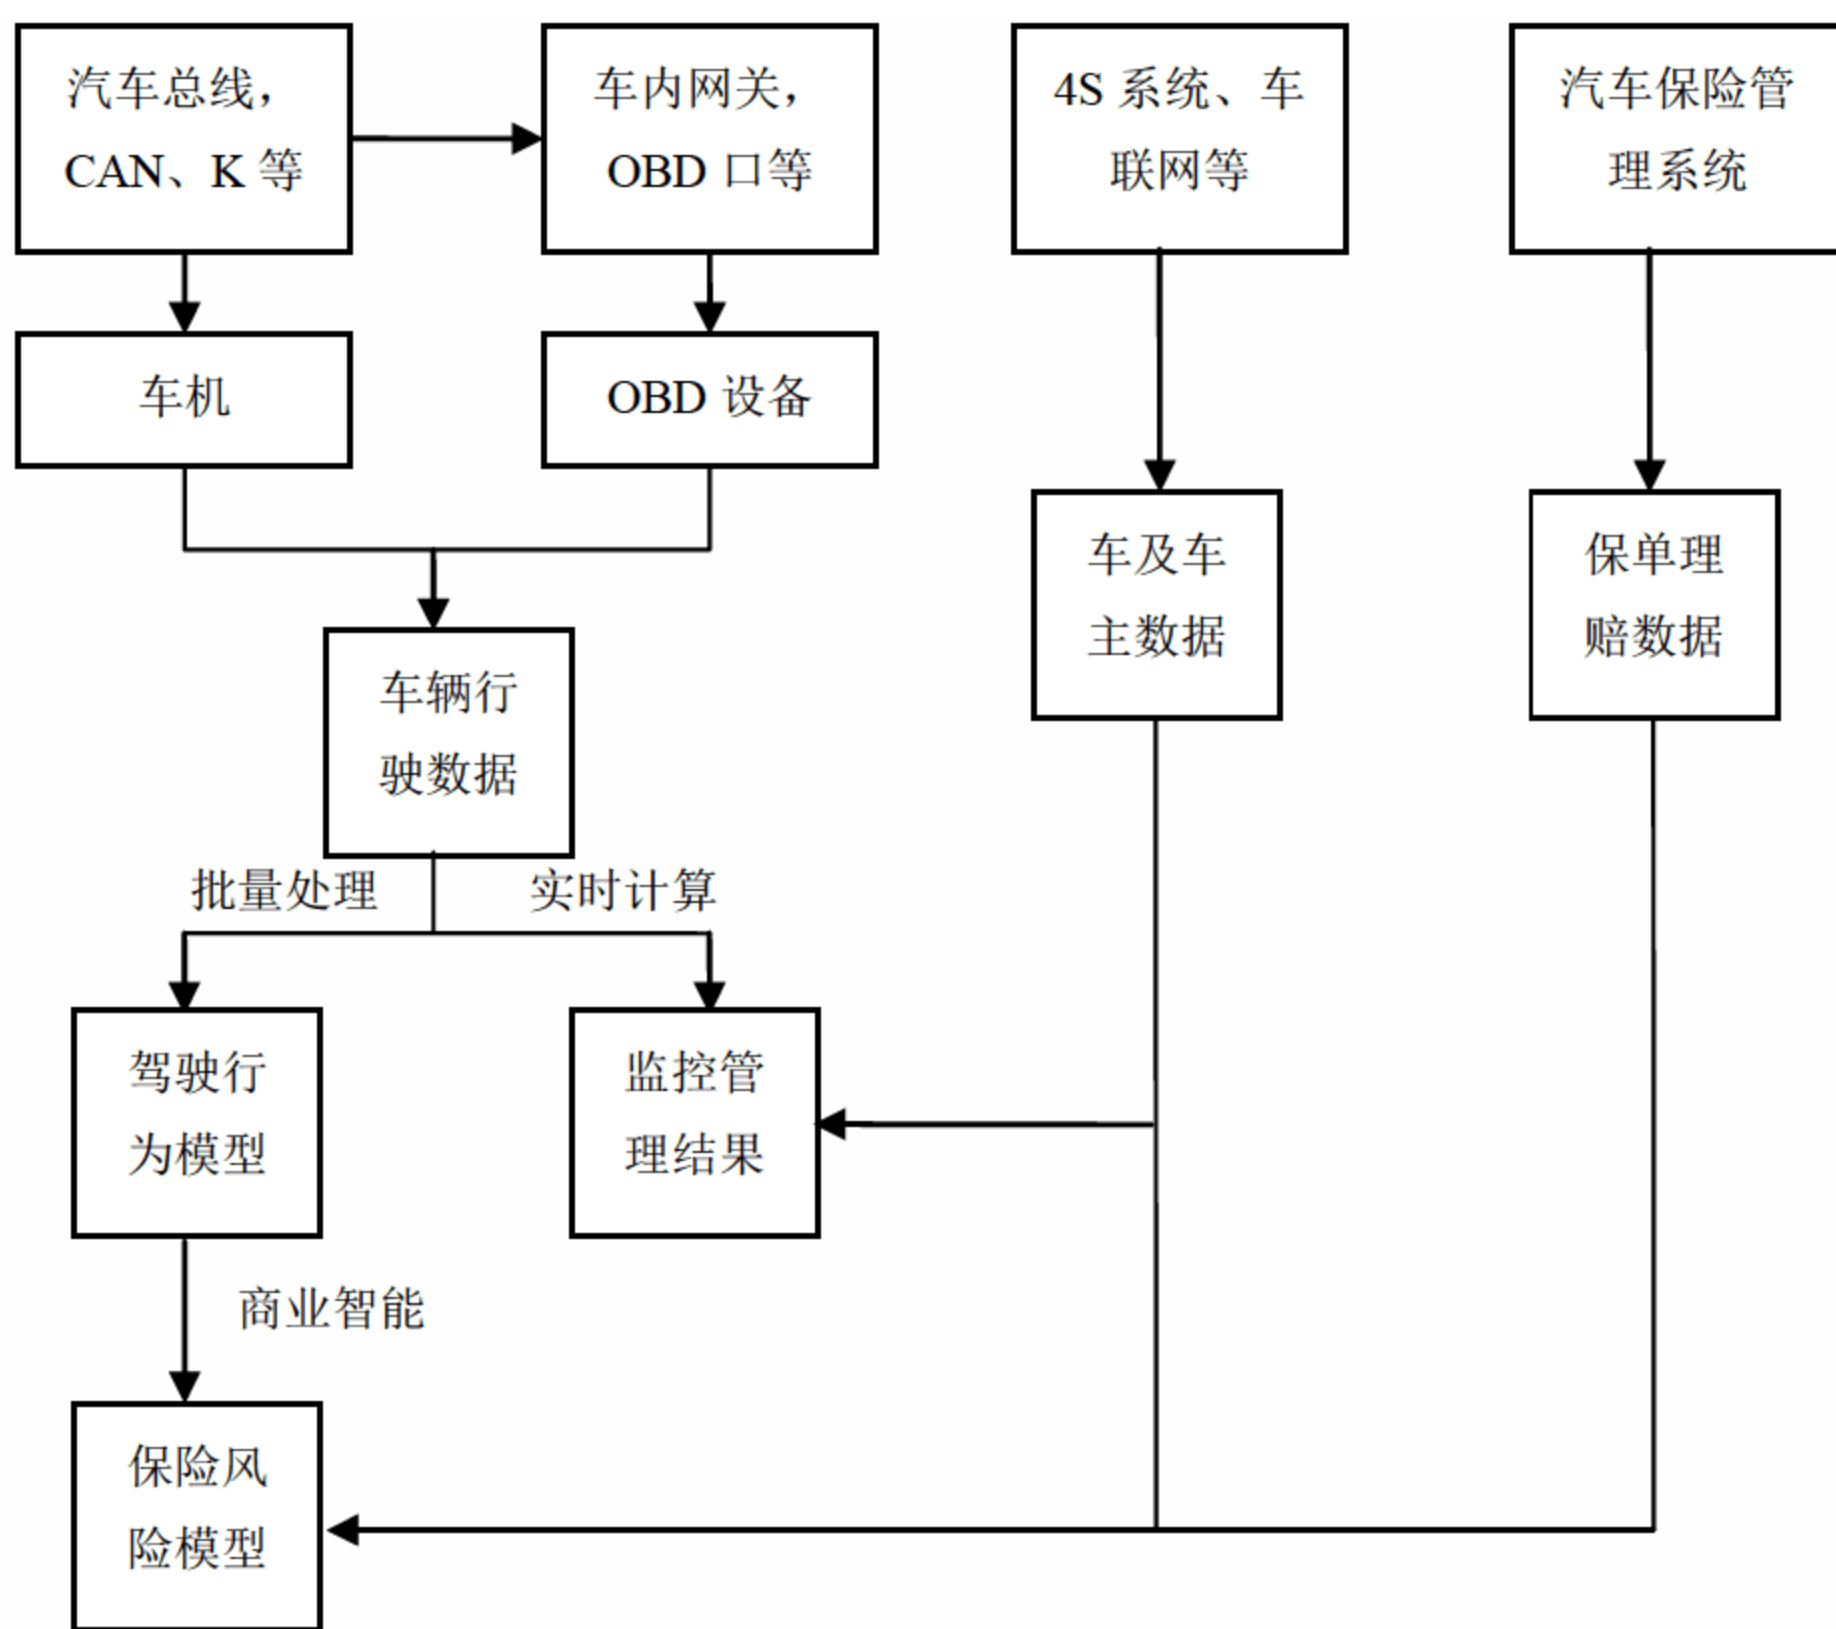 汽车总线，
CAN、K 等
车内网关，
OBD 口等
4S 系统、车
联网等
汽车保险管
理系统
车机
OBD 设备
车及车
主数据
保单理
赔数据
车辆行
驶数据
批量处理
实时计算
驾驶行
为模型
监控管
理结果
商业智能
保险风
险模型